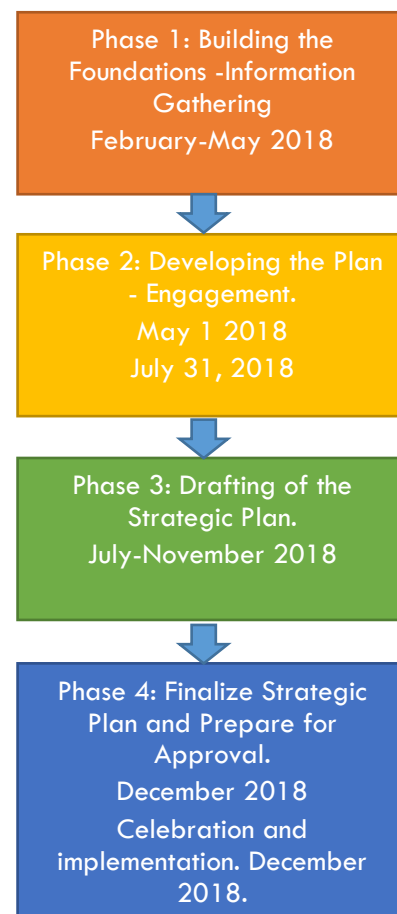 Phase 1: Building the
Foundations -Information
Gathering
February-May 2018
Phase 2: Developing the Plan
- Engagement.
May 1 2018
July 31, 2018
Phase 3: Drafting of the
Strategic Plan.
July-November 2018
Phase 4: Finalize Strategic
Plan and Prepare for
Approval.
December 2018
Celebration and
implementation. December
2018.